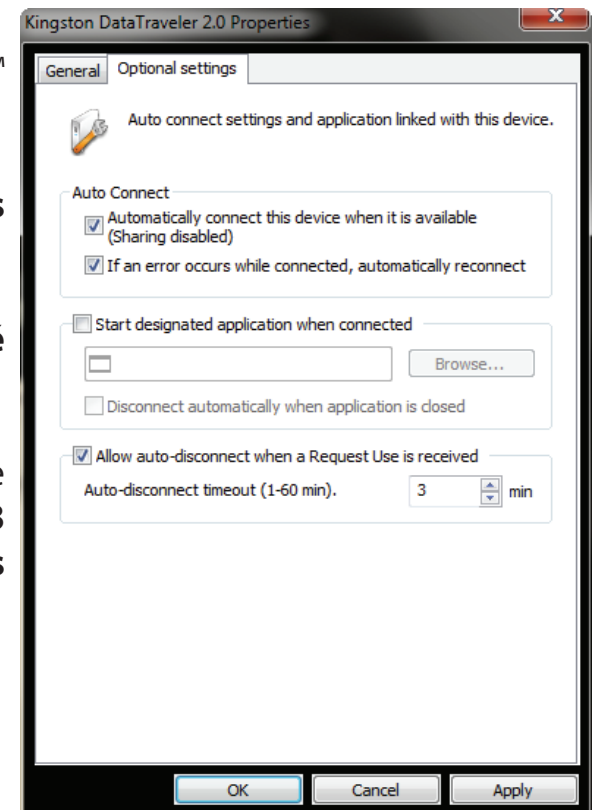 Kingston DataTraveler 2.0 Properties
General Optional settings
Auto connect settings and application linked with this device.
Auto Connect
Automatically connect this device when it is available
(Sharing disabled)
If an error occurs while connected, automatically reconnect
Start designated application when connected
Browse...
Disconnect automatically when application is closed
Allow auto-disconnect when a Request Use is received
Auto-disconnect timeout (1-60 min). 3 min
OK Cancel Apply